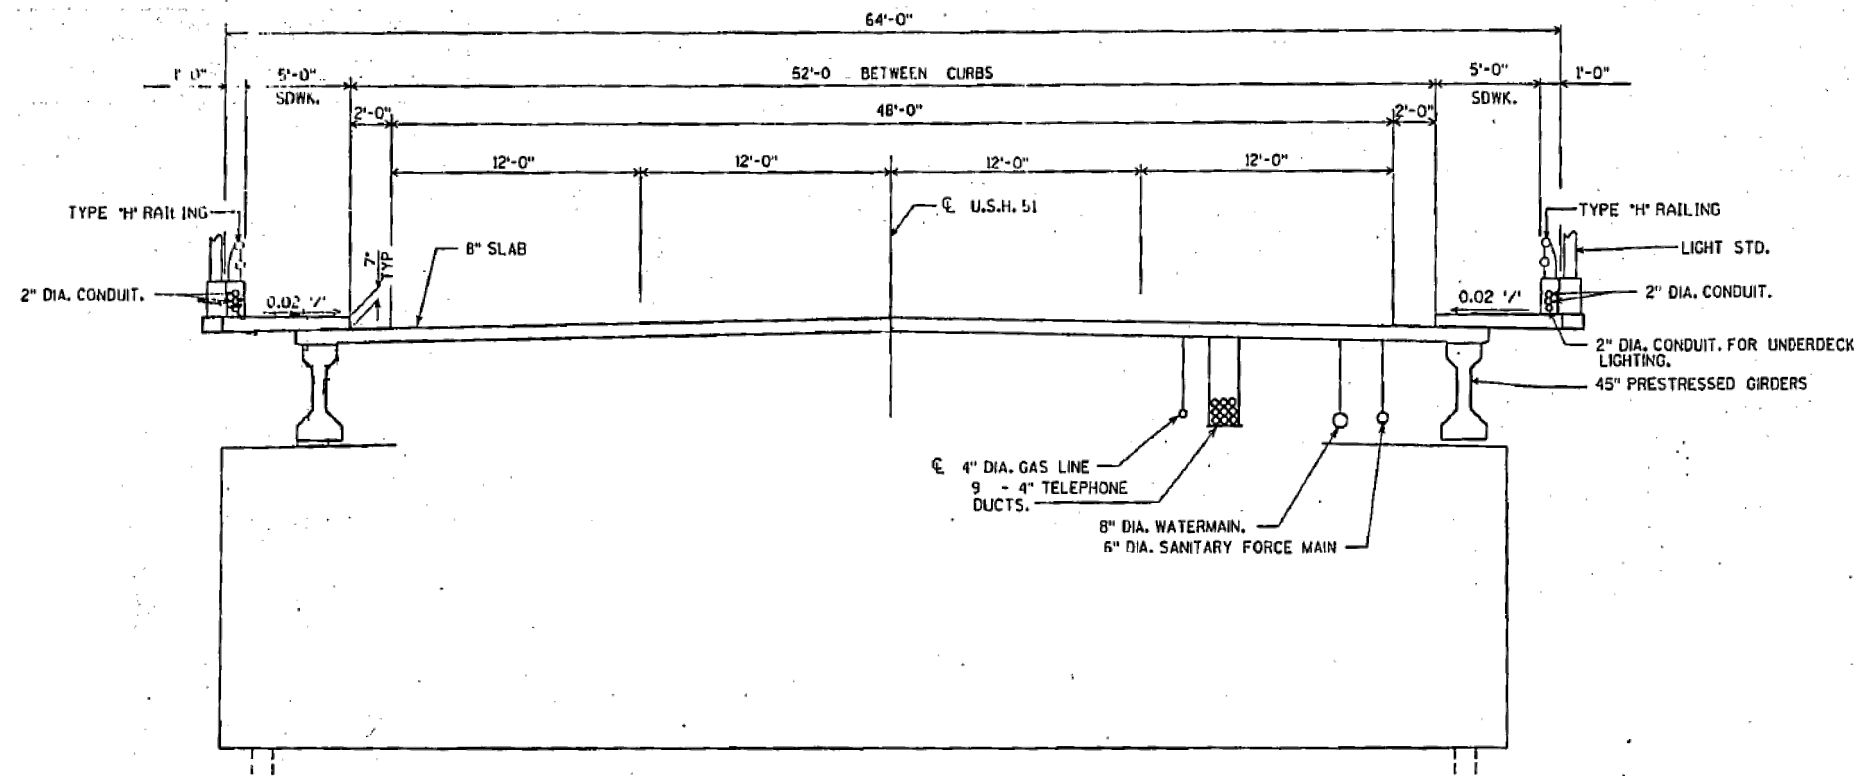 64'-0"
1'-0" 5'-0" 52'-0 BETWEEN CURBS 5'-0" 1'-0"
SDWK. SDWK.
2'-0" 48'-0" 2'-0"
12'-0" 12'-0" 12'-0" 12'-0"
℄ U.S.H. 51
TYPE "H" RAILING
TYPE "H" RAILING
8" SLAB
LIGHT STD.
7"
TYP
2" DIA. CONDUIT.
0.02 '/'
0.02 '/'
2" DIA. CONDUIT.
2" DIA. CONDUIT. FOR UNDERDECK
LIGHTING.
45" PRESTRESSED GIRDERS
℄ 4" DIA. GAS LINE
9 - 4" TELEPHONE
DUCTS.
8" DIA. WATERMAIN.
6" DIA. SANITARY FORCE MAIN